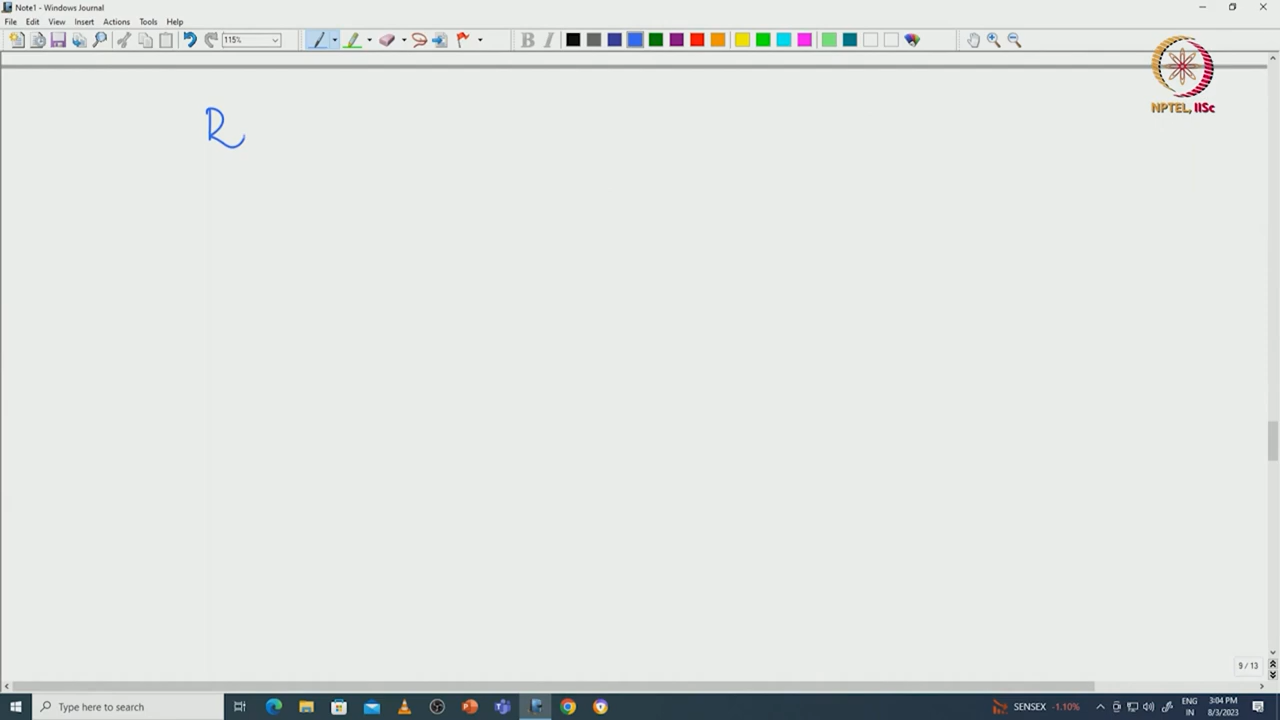 Note1 - Windows Journal
File Edit View Insert Actions Tools Help
115%
B I
NPTEL, IISc
R
9 / 13
Type here to search
SENSEX -1.10%
ENG
IN
3:04 PM
8/3/2023